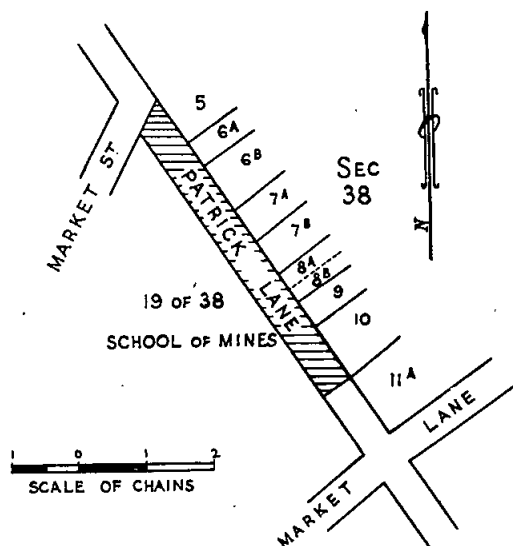 5
6A
6B
SEC
38
7A
7B
8A
8B
9
10
11A
MARKET ST.
PATRICK LANE
19 OF 38
SCHOOL OF MINES
N
MARKET LANE
1 0 1 2
SCALE OF CHAINS